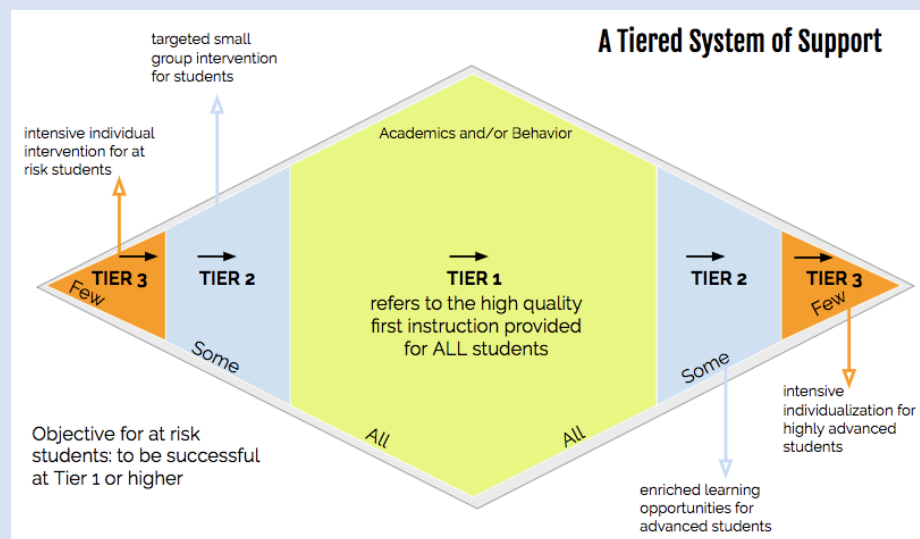 A Tiered System of Support
targeted small
group intervention
for students
intensive individual
intervention for at
risk students
Academics and/or Behavior
TIER 3
Few
TIER 2
Some
TIER 1
refers to the high quality
first instruction provided
for ALL students
All
All
TIER 2
Some
TIER 3
Few
Objective for at risk
students: to be successful
at Tier 1 or higher
intensive
individualization for
highly advanced
students
enriched learning
opportunities for
advanced students